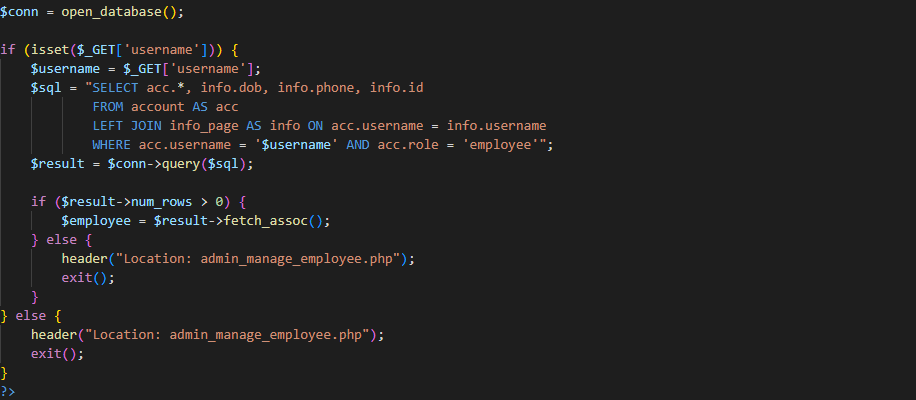 $conn = open_database();
if (isset($_GET['username'])) {
$username = $_GET['username'];
$sql = "SELECT acc.*, info.dob, info.phone, info.id
FROM account AS acc
LEFT JOIN info_page AS info ON acc.username = info.username
WHERE acc.username = '$username' AND acc.role = 'employee'";
$result = $conn->query($sql);
if ($result->num_rows > 0) {
$employee = $result->fetch_assoc();
} else {
header("Location: admin_manage_employee.php");
exit();
}
} else {
header("Location: admin_manage_employee.php");
exit();
}
?>